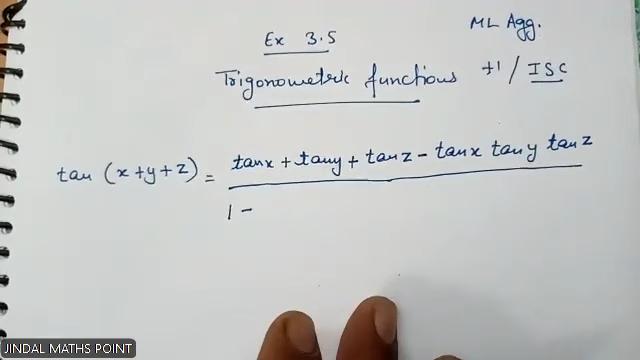 Ex 3.5
ML Agg.
Trigonometric functions +1 / ISC
tan (x+y+z) = tanx + tany + tanz - tanx tany tanz
1 -
JINDAL MATHS POINT